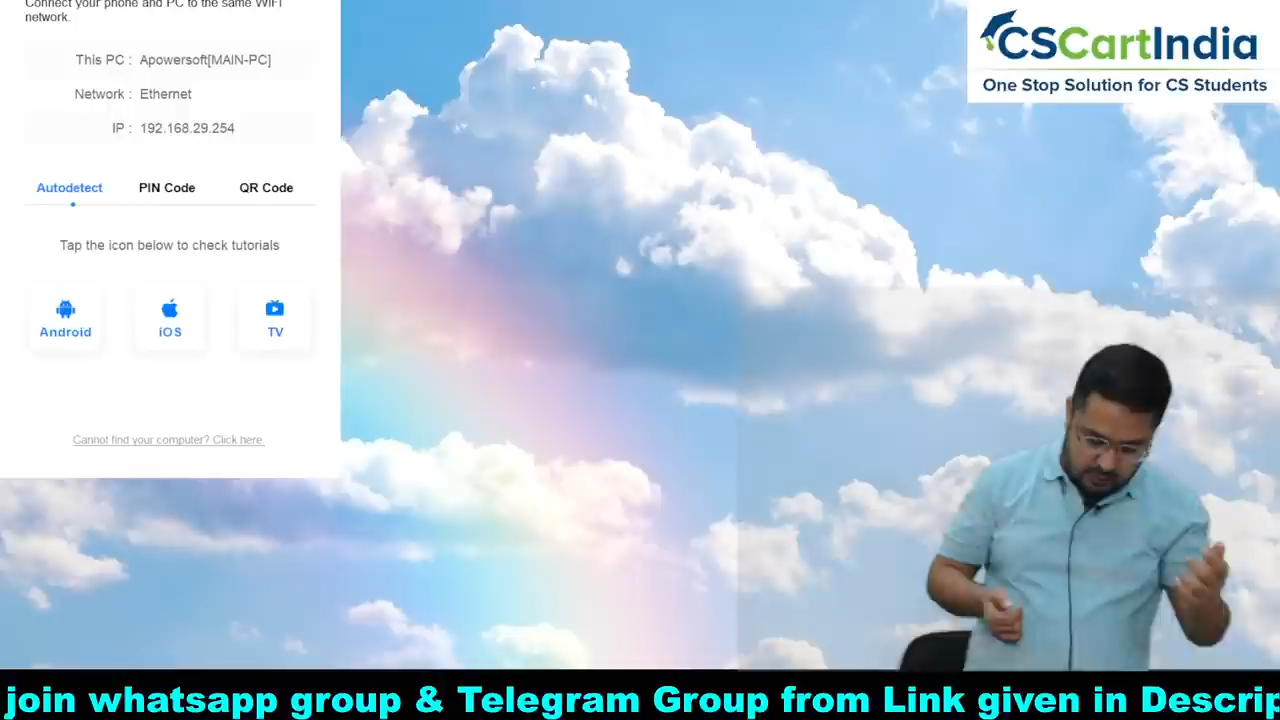 Connect your phone and PC to the same WIFI
network.
This PC : Apowersoft[MAIN-PC]
Network : Ethernet
IP : 192.168.29.254
Autodetect PIN Code QR Code
Tap the icon below to check tutorials
Android iOS TV
Cannot find your computer? Click here.
CSCartIndia
One Stop Solution for CS Students
join whatsapp group & Telegram Group from Link given in Descrip